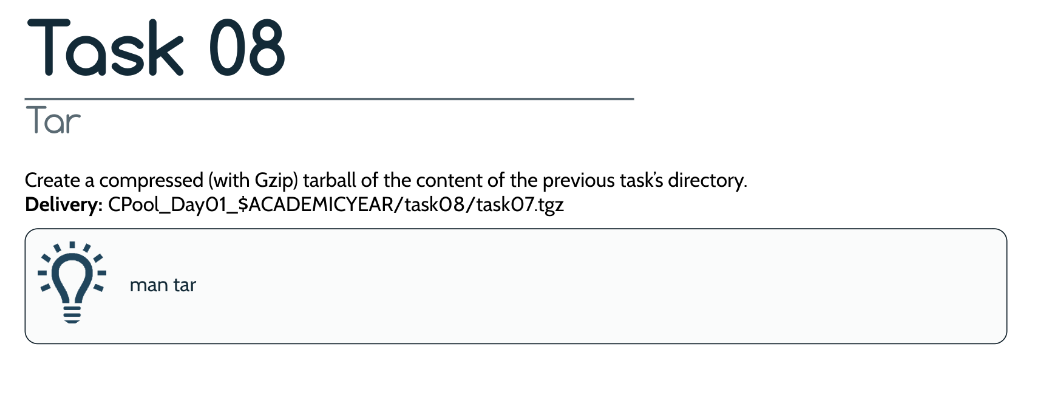 Task 08
Tar
Create a compressed (with Gzip) tarball of the content of the previous task's directory.
Delivery: CPool_Day01_$ACADEMICYEAR/task08/task07.tgz
man tar